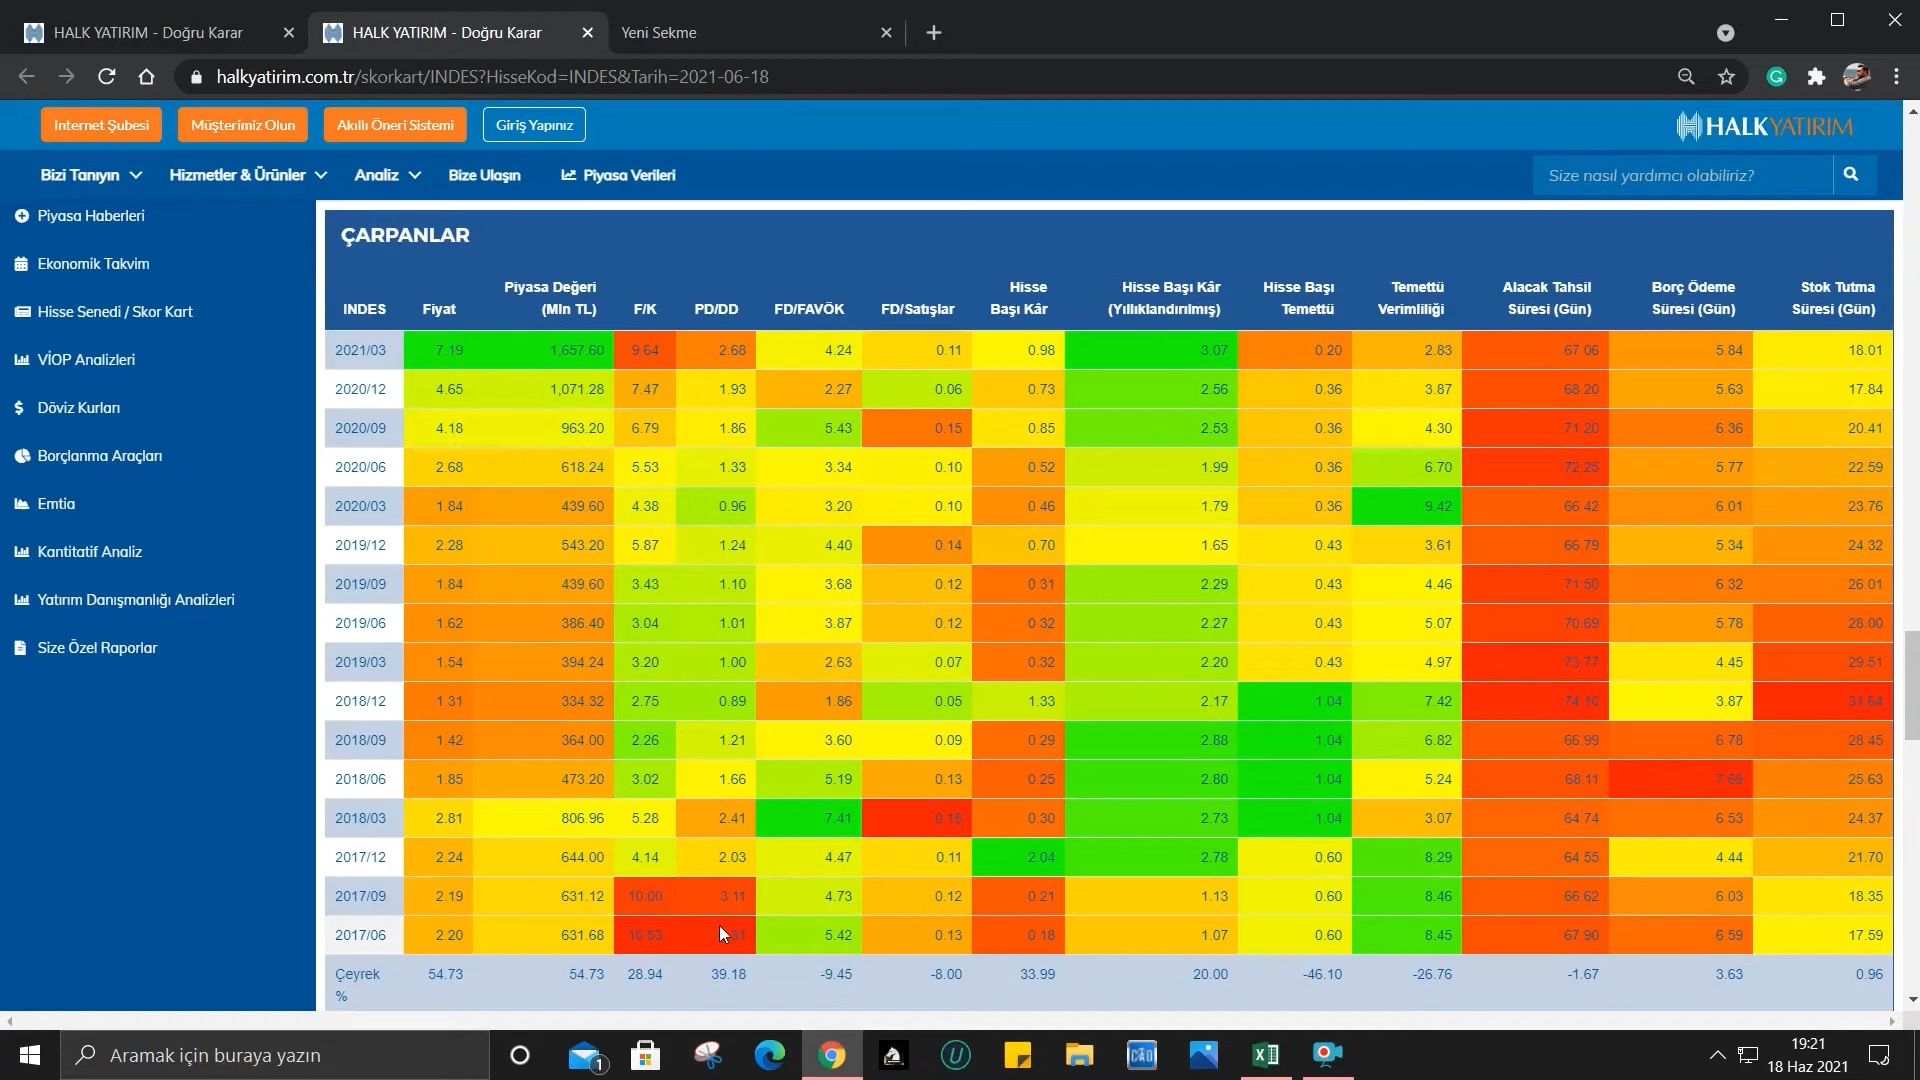 HALK YATIRIM - Doğru Karar
HALK YATIRIM - Doğru Karar
Yeni Sekme
halkyatirim.com.tr/skorkart/INDES?HisseKod=INDES&Tarih=2021-06-18
Internet Şubesi
Müşterimiz Olun
Akıllı Öneri Sistemi
Giriş Yapınız
HALKYATIRIM
Bizi Tanıyın
Hizmetler & Ürünler
Analiz
Bize Ulaşın
Piyasa Verileri
Size nasıl yardımcı olabiliriz?
Piyasa Haberleri
Ekonomik Takvim
Hisse Senedi / Skor Kart
VİOP Analizleri
Döviz Kurları
Borçlanma Araçları
Emtia
Kantitatif Analiz
Yatırım Danışmanlığı Analizleri
Size Özel Raporlar
ÇARPANLAR
INDES Fiyat Piyasa Değeri (Mln TL) F/K PD/DD FD/FAVÖK FD/Satışlar Hisse Başı Kâr Hisse Başı Kâr (Yıllıklandırılmış) Hisse Başı Temettü Temettü Verimliliği Alacak Tahsil Süresi (Gün) Borç Ödeme Süresi (Gün) Stok Tutma Süresi (Gün)
2021/03 7.19 1,657.60 9.64 2.68 4.24 0.11 0.98 3.07 0.20 2.83 67.06 5.84 18.01
2020/12 4.65 1,071.28 7.47 1.93 2.27 0.06 0.73 2.56 0.36 3.87 68.20 5.63 17.84
2020/09 4.18 963.20 6.79 1.86 5.43 0.15 0.85 2.53 0.36 4.30 71.20 6.36 20.41
2020/06 2.68 618.24 5.53 1.33 3.34 0.10 0.52 1.99 0.36 6.70 72.25 5.77 22.59
2020/03 1.84 439.60 4.38 0.96 3.20 0.10 0.46 1.79 0.36 9.42 66.42 6.01 23.76
2019/12 2.28 543.20 5.87 1.24 4.40 0.14 0.70 1.65 0.43 3.61 66.79 5.34 24.32
2019/09 1.84 439.60 3.43 1.10 3.68 0.12 0.31 2.29 0.43 4.46 71.50 6.32 26.01
2019/06 1.62 386.40 3.04 1.01 3.87 0.12 0.32 2.27 0.43 5.07 70.69 5.78 28.00
2019/03 1.54 394.24 3.20 1.00 2.63 0.07 0.32 2.20 0.43 4.97 73.77 4.45 29.51
2018/12 1.31 334.32 2.75 0.89 1.86 0.05 1.33 2.17 1.04 7.42 74.10 3.87 31.64
2018/09 1.42 364.00 2.26 1.21 3.60 0.09 0.29 2.88 1.04 6.82 66.99 6.78 28.45
2018/06 1.85 473.20 3.02 1.66 5.19 0.13 0.25 2.80 1.04 5.24 68.11 7.69 25.63
2018/03 2.81 806.96 5.28 2.41 7.41 0.18 0.30 2.73 1.04 3.07 64.74 6.53 24.37
2017/12 2.24 644.00 4.14 2.03 4.47 0.11 2.04 2.78 0.60 8.29 64.55 4.44 21.70
2017/09 2.19 631.12 10.00 3.11 4.73 0.12 0.21 1.13 0.60 8.46 66.62 6.03 18.35
2017/06 2.20 631.68 10.53 5.42 0.13 0.18 1.07 0.60 8.45 67.90 6.59 17.59
Çeyrek % 54.73 54.73 28.94 39.18 -9.45 -8.00 33.99 20.00 -46.10 -26.76 -1.67 3.63 0.96
Aramak için buraya yazın
1
19:21
18 Haz 2021